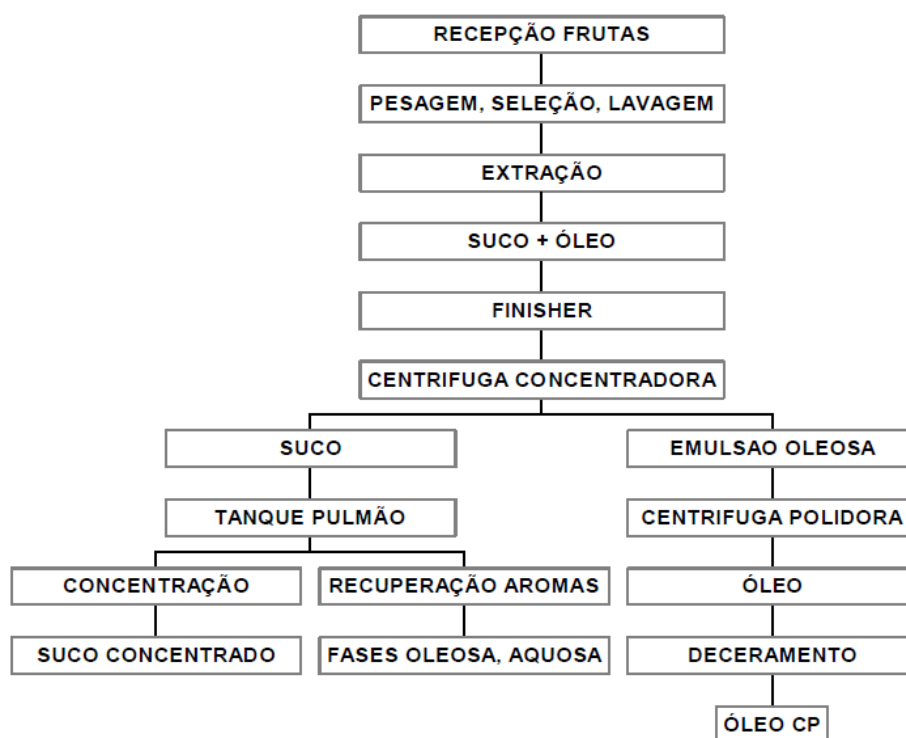 RECEPÇÃO FRUTAS
PESAGEM, SELEÇÃO, LAVAGEM
EXTRAÇÃO
SUCO + ÓLEO
FINISHER
CENTRIFUGA CONCENTRADORA
SUCO
EMULSAO OLEOSA
TANQUE PULMÃO
CENTRIFUGA POLIDORA
CONCENTRAÇÃO
RECUPERAÇÃO AROMAS
ÓLEO
SUCO CONCENTRADO
FASES OLEOSA, AQUOSA
DECERAMENTO
ÓLEO CP